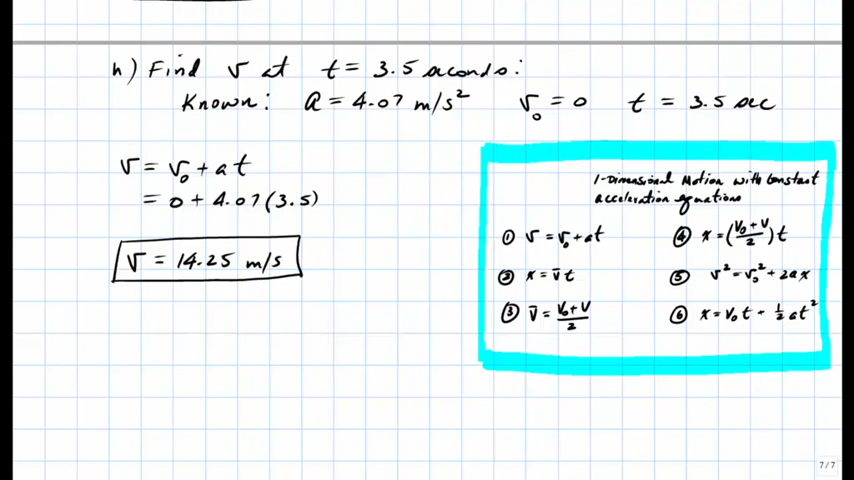 h) Find v at t = 3.5 seconds:
Known: a = 4.07 m/s² v₀ = 0 t = 3.5 sec
v = v₀ + at
= 0 + 4.07(3.5)
v = 14.25 m/s
1-Dimensional Motion with Constant
acceleration equations
① v = v₀ + at
② x = v̄ t
③ v̄ = (v₀+v)/2
④ x = ((v₀+v)/2) t
⑤ v² = v₀² + 2ax
⑥ x = v₀t + ½ at²
7/7